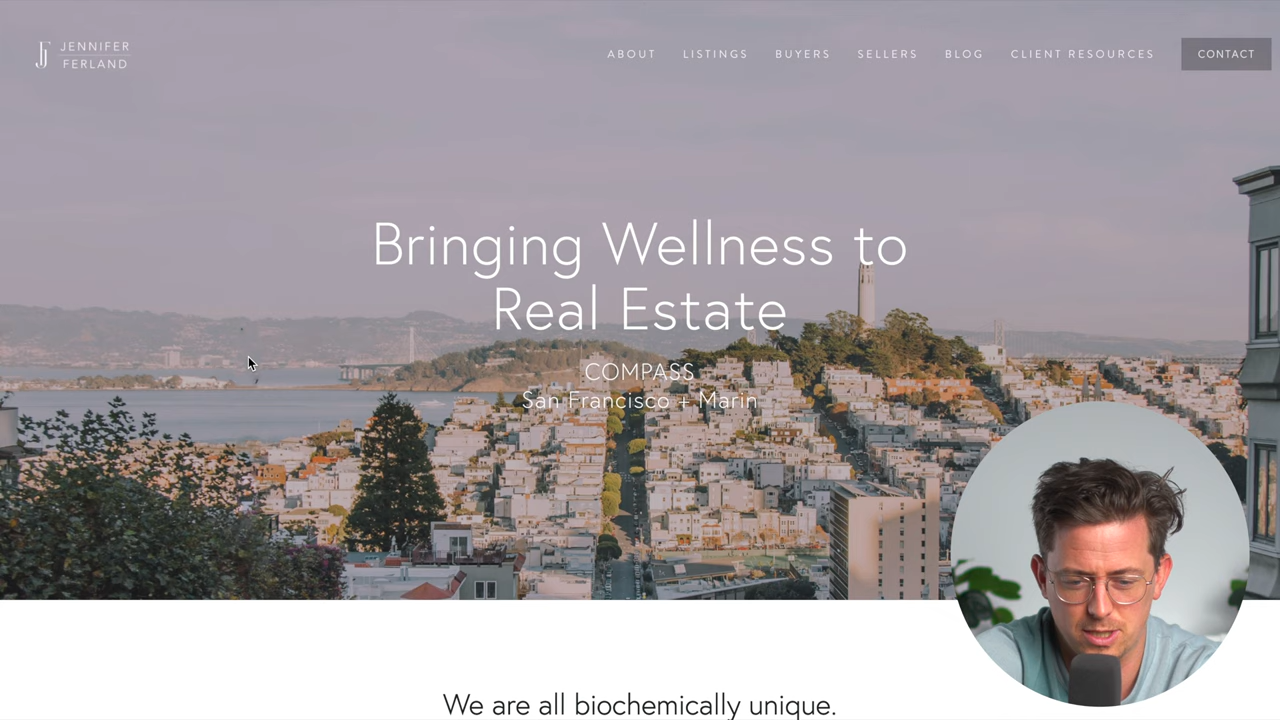 JENNIFER
FERLAND
ABOUT LISTINGS BUYERS SELLERS BLOG CLIENT RESOURCES CONTACT
Bringing Wellness to
Real Estate
COMPASS
San Francisco + Marin
We are all biochemically unique.